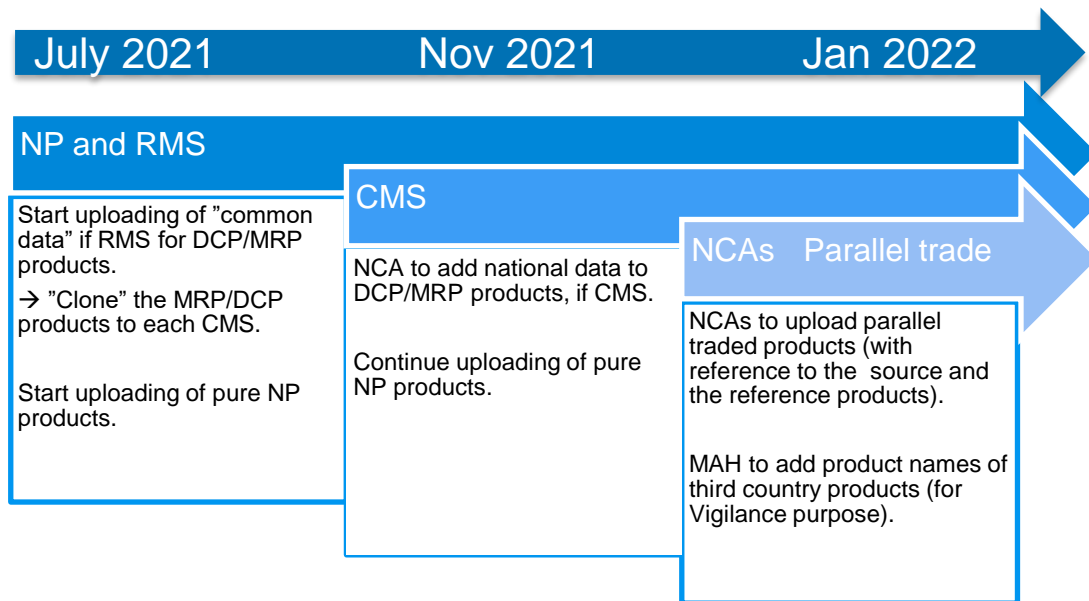 July 2021 Nov 2021 Jan 2022
NP and RMS
Start uploading of ”common
data” if RMS for DCP/MRP
products.
→ ”Clone” the MRP/DCP
products to each CMS.
Start uploading of pure NP
products.
CMS
NCA to add national data to
DCP/MRP products, if CMS.
Continue uploading of pure
NP products.
NCAs Parallel trade
NCAs to upload parallel
traded products (with
reference to the source and
the reference products).
MAH to add product names of
third country products (for
Vigilance purpose).